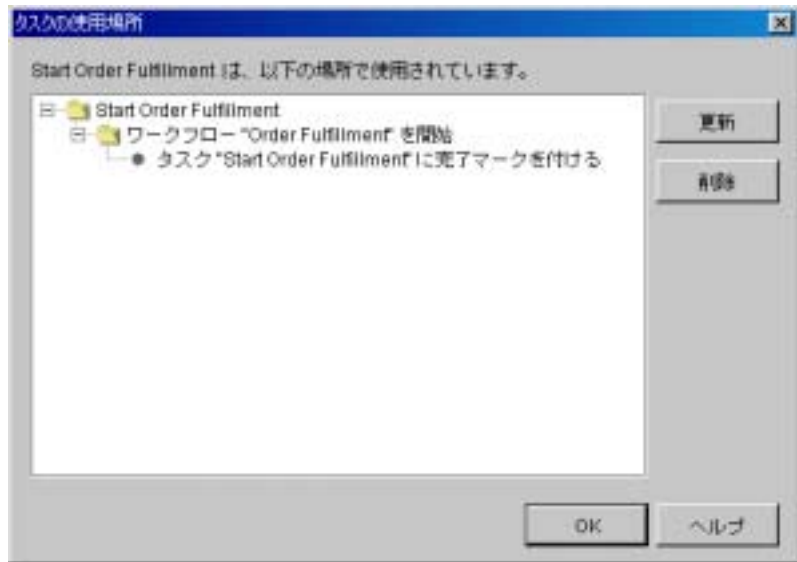 タスクの使用場所
Start Order Fulfillment は、以下の場所で使用されています。
Start Order Fulfillment
ワークフロー "Order Fulfillment" を開始
タスク "Start Order Fulfillment" に完了マークを付ける
更新
削除
OK
ヘルプ